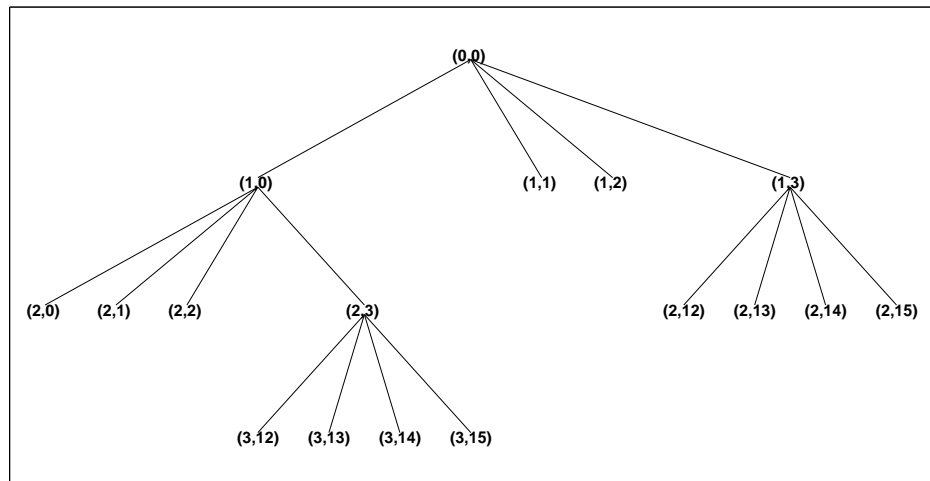 (0,0)
(1,0) (1,1) (1,2) (1,3)
(2,0) (2,1) (2,2) (2,3) (2,12) (2,13) (2,14) (2,15)
(3,12) (3,13) (3,14) (3,15)